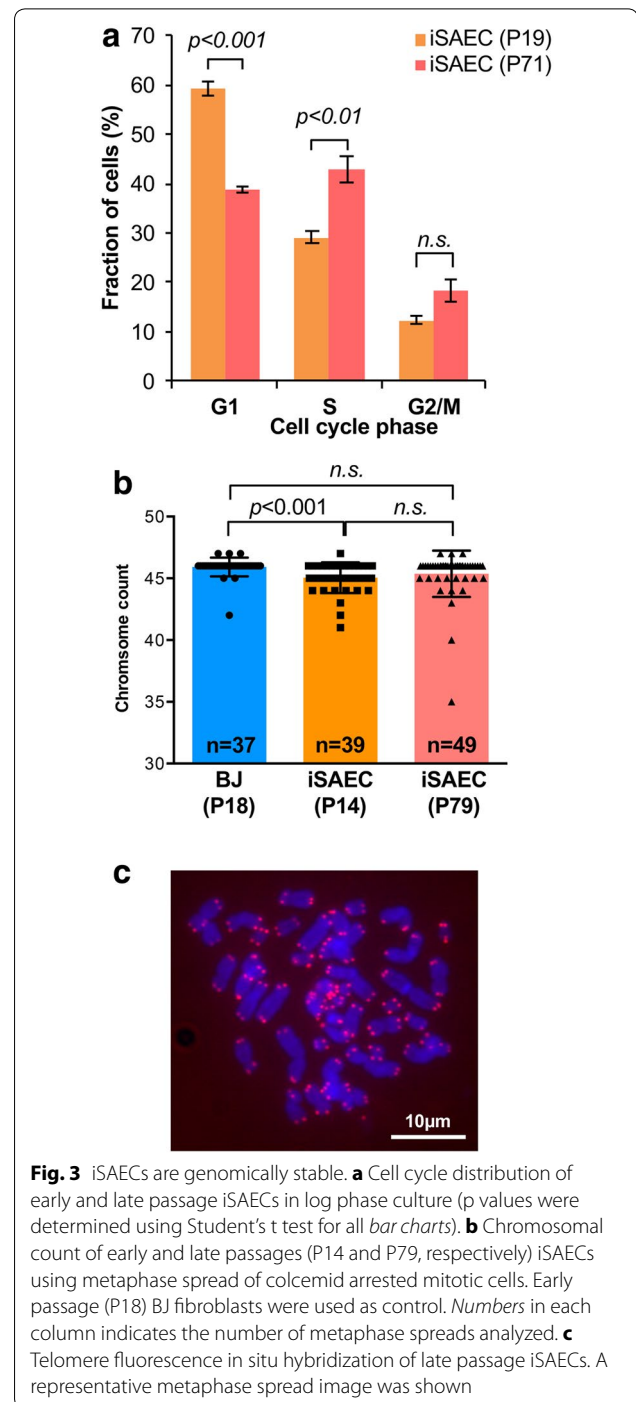 a
70
60
50
40
30
20
10
0
Fraction of cells (%)
p<0.001
p<0.01
n.s.
iSAEC (P19)
iSAEC (P71)
G1 S G2/M
Cell cycle phase
b
n.s.
p<0.001 n.s.
50
45
40
35
30
Chromsome count
n=37 n=39 n=49
BJ iSAEC iSAEC
(P18) (P14) (P79)
c
10µm
Fig. 3 iSAECs are genomically stable. a Cell cycle distribution of
early and late passage iSAECs in log phase culture (p values were
determined using Student's t test for all bar charts). b Chromosomal
count of early and late passages (P14 and P79, respectively) iSAECs
using metaphase spread of colcemid arrested mitotic cells. Early
passage (P18) BJ fibroblasts were used as control. Numbers in each
column indicates the number of metaphase spreads analyzed. c
Telomere fluorescence in situ hybridization of late passage iSAECs. A
representative metaphase spread image was shown